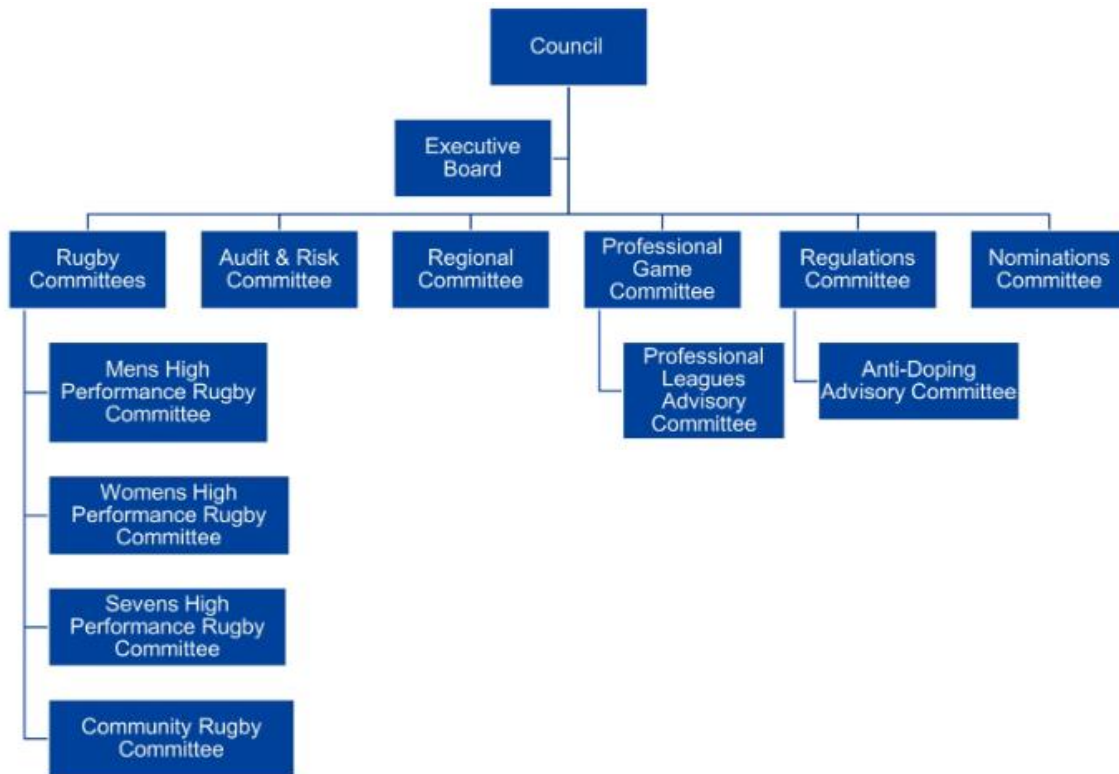 Council
Executive
Board
Rugby
Committees
Audit & Risk
Committee
Regional
Committee
Professional
Game
Committee
Regulations
Committee
Nominations
Committee
Mens High
Performance Rugby
Committee
Womens High
Performance Rugby
Committee
Sevens High
Performance Rugby
Committee
Community Rugby
Committee
Professional
Leagues
Advisory
Committee
Anti-Doping
Advisory Committee